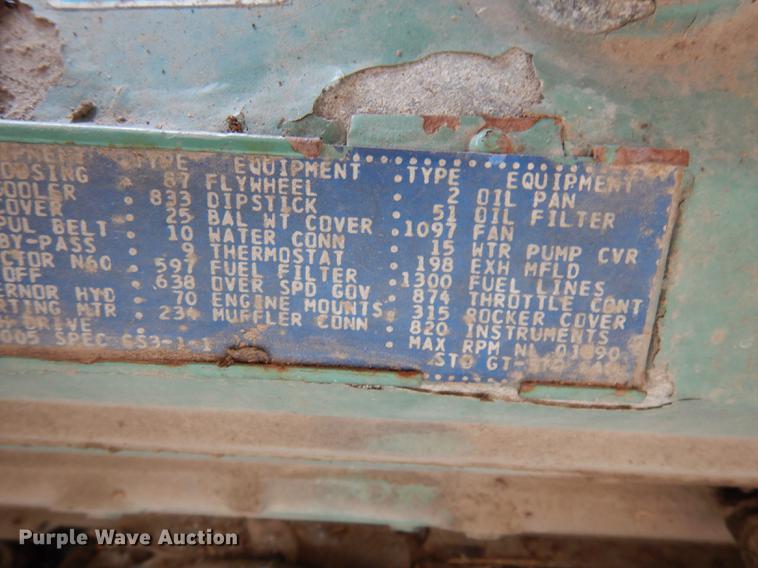 TYPE EQUIPMENT TYPE EQUIPMENT
OUSING 87 FLYWHEEL 2 OIL PAN
COOLER 833 DIPSTICK 51 OIL FILTER
COVER 25 BAL WT COVER 1097 FAN
SUL BELT 10 WATER CONN 15 WTR PUMP CVR
BY-PASS 9 THERMOSTAT 198 EXH MFLD
CTOR N60 597 FUEL FILTER 1300 FUEL LINES
OFF 638 OVER SPD GOV 874 THROTTLE CONT
ERNOR HYD 70 ENGINE MOUNTS 315 ROCKER COVER
RTING MTR 234 MUFFLER CONN 820 INSTRUMENTS
DRIVE MAX RPM NL
005 SPEC STD
Purple Wave Auction